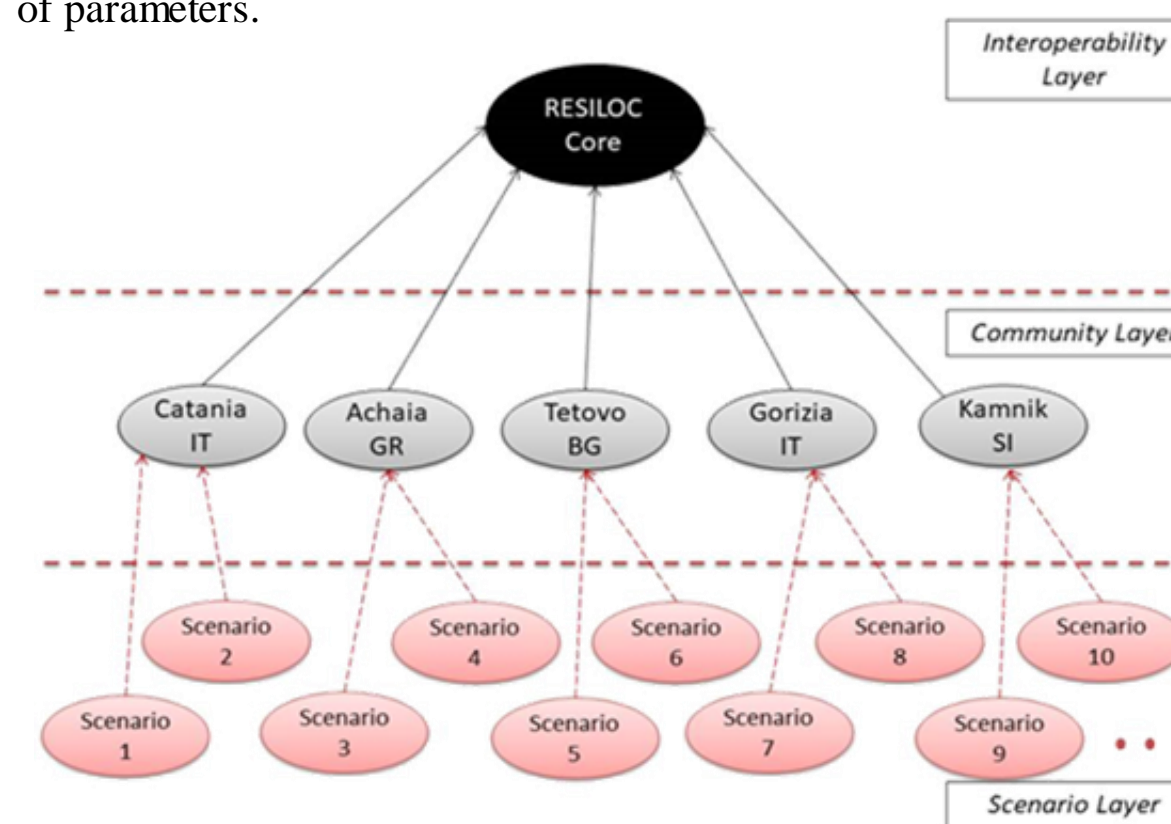 of parameters.
Interoperability
Layer
RESILOC
Core
Community Layer
Catania
IT
Achaia
GR
Tetovo
BG
Gorizia
IT
Kamnik
SI
Scenario
2
Scenario
4
Scenario
6
Scenario
8
Scenario
10
Scenario
1
Scenario
3
Scenario
5
Scenario
7
Scenario
9
Scenario Layer